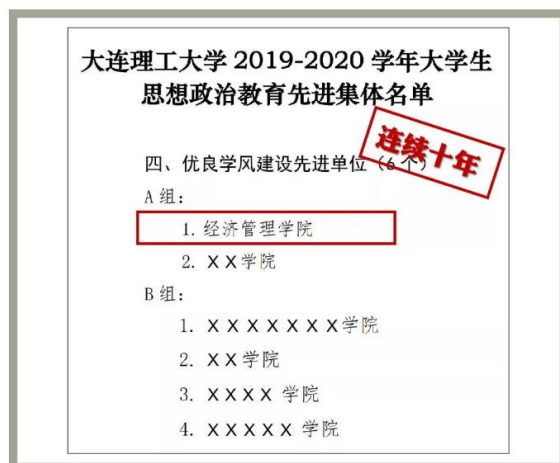 大连理工大学 2019-2020 学年大学生
思想政治教育先进集体名单
连续十年
四、优良学风建设先进单位（6个）
A 组：
1. 经济管理学院
2. XX学院
B 组：
1. XXXXXXX学院
2. XX学院
3. XXXX 学院
4. XXXXX 学院